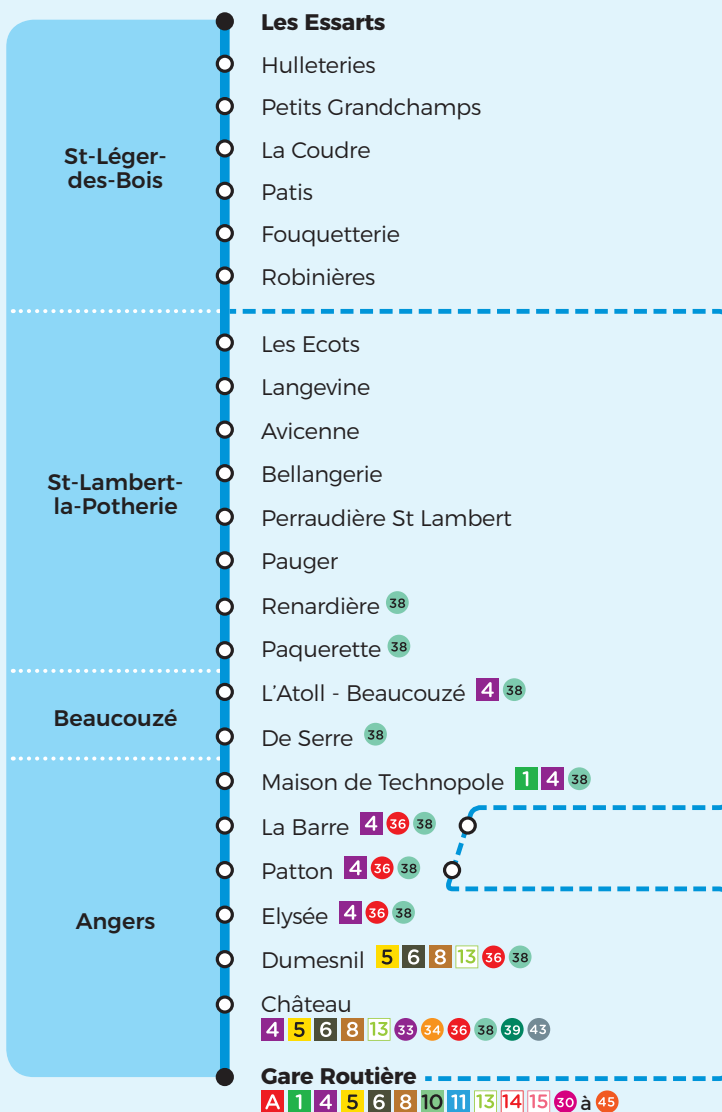 Les Essarts
Hulleteries
Petits Grandchamps
St-Léger-
des-Bois
La Coudre
Patis
Fouquetterie
Robinières
Les Ecots
Langevine
Avicenne
St-Lambert-
la-Potherie
Bellangerie
Perraudière St Lambert
Pauger
Renardière 38
Paquerette 38
Beaucouzé
L'Atoll - Beaucouzé 4 38
De Serre 38
Maison de Technopole 1 4 38
La Barre 4 36 38
Patton 4 36 38
Angers
Elysée 4 36 38
Dumesnil 5 6 8 13 36 38
Château
4 5 6 8 13 33 34 36 38 39 43
Gare Routière
A 1 4 5 6 8 10 11 13 14 15 30 à 45